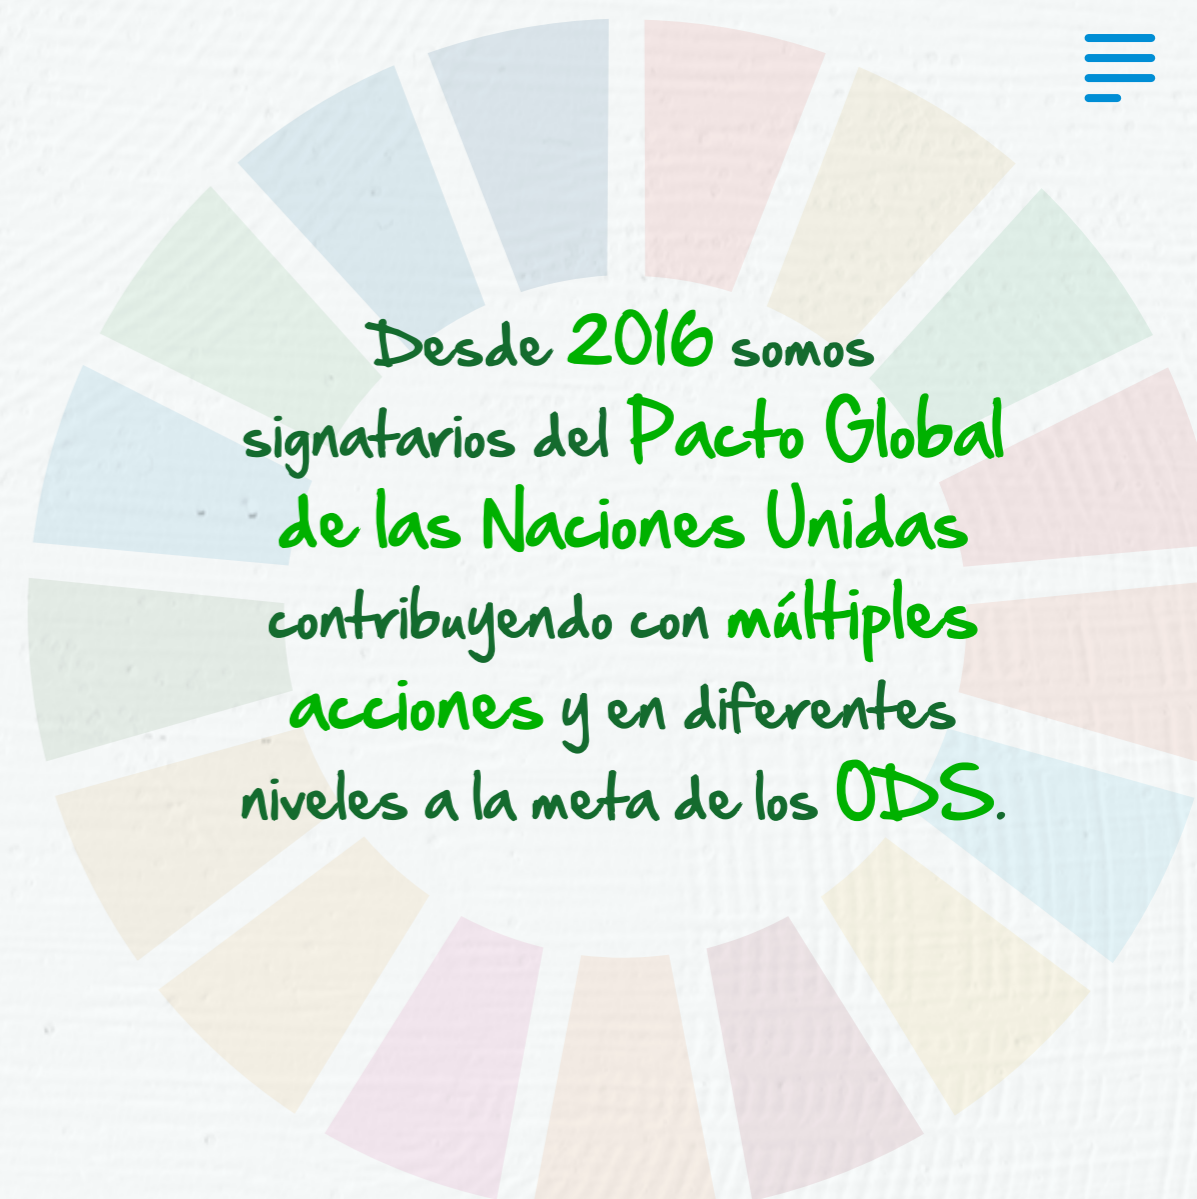 Desde 2016 somos
signatarios del Pacto Global
de las Naciones Unidas
contribuyendo con múltiples
acciones y en diferentes
niveles a la meta de los ODS.